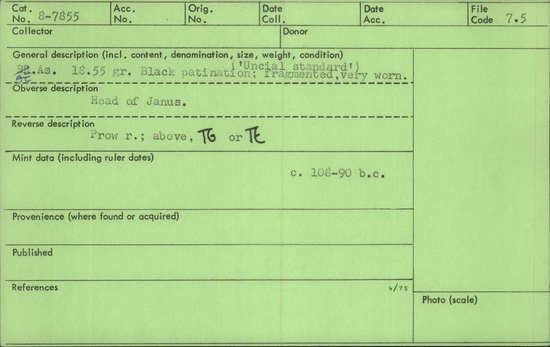 Cat. No. 8-7855 Acc. No. Orig. No. Date Coll. Date Acc. File Code 7.5
Collector Donor
General description (incl. content, denomination, size, weight, condition)
('Uncial standard')
As. 18.55 gr. Black patination; fragmented, very worn.
Obverse description
Head of Janus.
Reverse description
Prow r.; above, or
Mint data (including ruler dates)
c. 108-90 b.c.
Provenience (where found or acquired)
Published
References
4/75
Photo (scale)